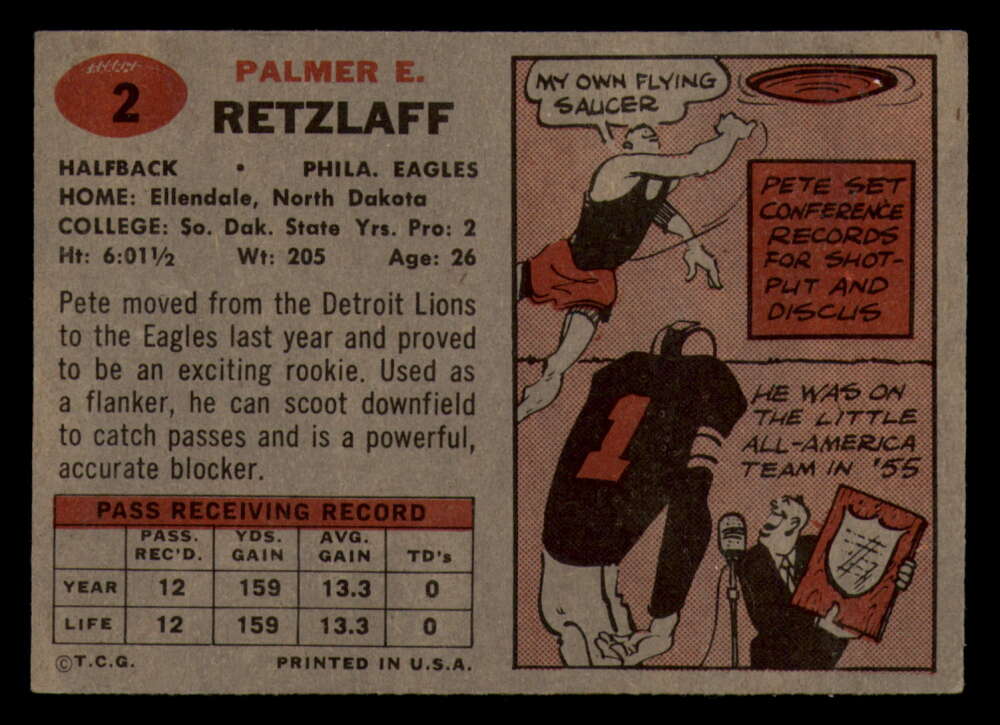 2
PALMER E.
RETZLAFF
HALFBACK • PHILA. EAGLES
HOME: Ellendale, North Dakota
COLLEGE: So. Dak. State Yrs. Pro: 2
Ht: 6:01½ Wt: 205 Age: 26
Pete moved from the Detroit Lions
to the Eagles last year and proved
to be an exciting rookie. Used as
a flanker, he can scoot downfield
to catch passes and is a powerful,
accurate blocker.
PASS RECEIVING RECORD
PASS. REC'D. YDS. GAIN AVG. GAIN TD's
YEAR 12 159 13.3 0
LIFE 12 159 13.3 0
© T.C.G. PRINTED IN U.S.A.
MY OWN FLYING
SAUCER
PETE SET
CONFERENCE
RECORDS
FOR SHOT-
PUT AND
DISCUS
1
HE WAS ON
THE LITTLE
ALL-AMERICA
TEAM IN '55